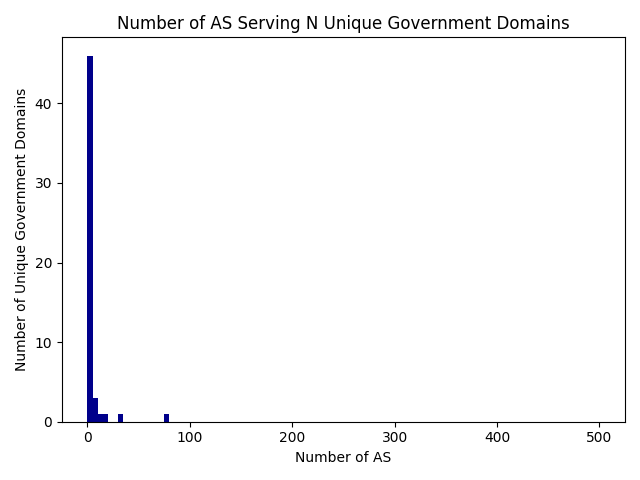 Number of AS Serving N Unique Government Domains
Number of Unique Government Domains
40
30
20
10
0
0 100 200 300 400 500
Number of AS